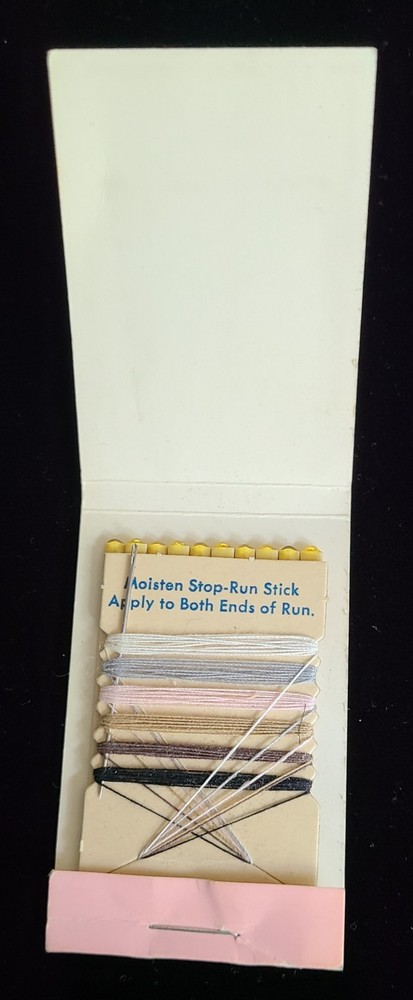 Moisten Stop-Run Stick
Apply to Both Ends of Run.